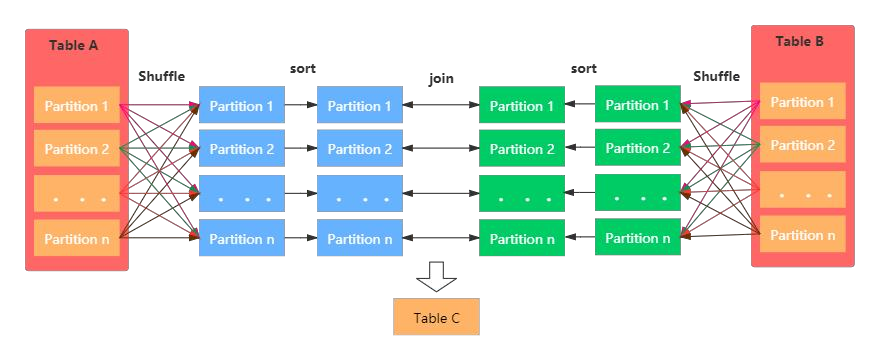 Table A
Table B
Shuffle
sort
join
sort
Shuffle
Partition 1
Partition 1
Partition 1
Partition 1
Partition 1
Partition 1
Partition 2
Partition 2
Partition 2
Partition 2
Partition 2
Partition 2
. . .
. . .
. . .
. . .
. . .
. . .
Partition n
Partition n
Partition n
Partition n
Partition n
Partition n
Table C